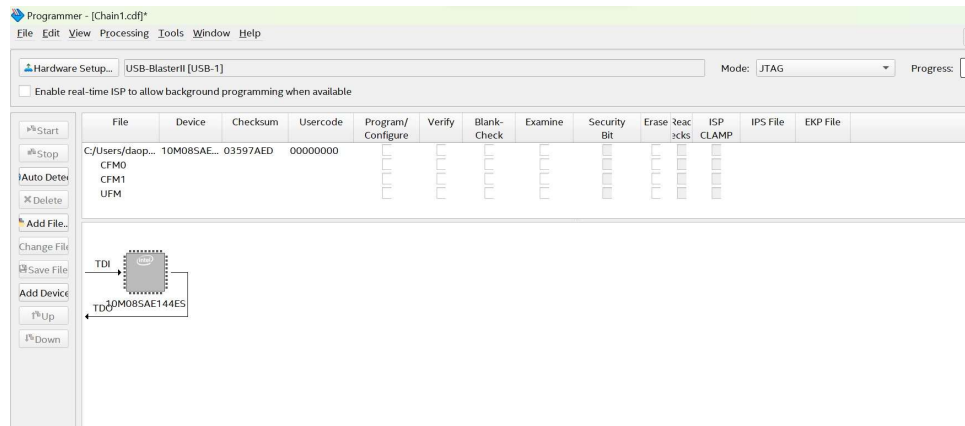 Programmer - [Chain1.cdf]*
File Edit View Processing Tools Window Help
Hardware Setup... USB-BlasterII [USB-1] Mode: JTAG Progress:
Enable real-time ISP to allow background programming when available
File Device Checksum Usercode Program/ Verify Blank- Examine Security Erase ISP IPS File EKP File
Configure Check Bit CLAMP
Start
Stop
Auto Dete
Delete
Add File..
Change File
Save File
Add Device
Up
Down
C:/Users/daop... 10M08SAE... 03597AED 00000000
CFM0
CFM1
UFM
TDI
intel
10M08SAE144ES
TDO